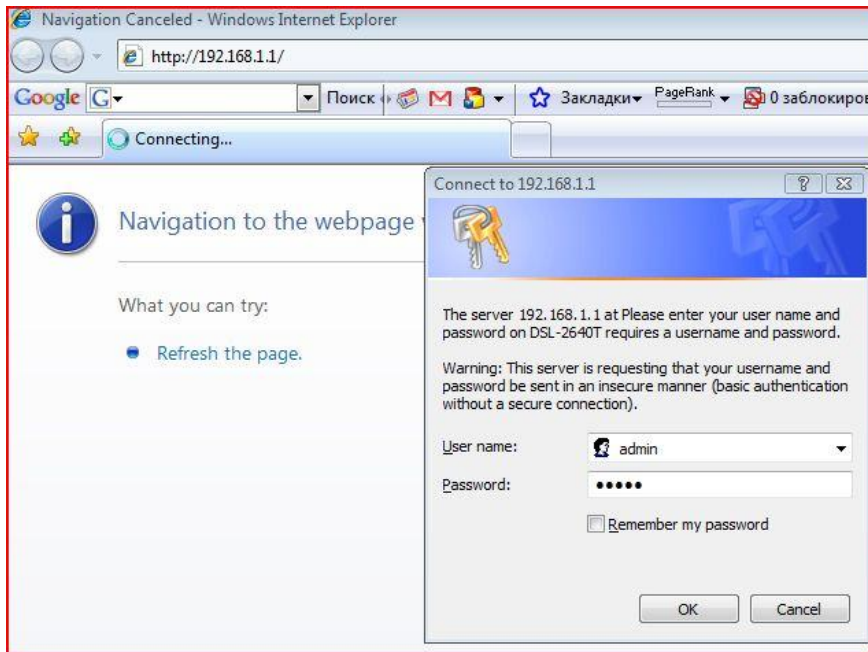 Navigation Canceled - Windows Internet Explorer
http://192.168.1.1/
Google G Поиск Закладки PageRank 0 заблокиров
Connecting...
Connect to 192.168.1.1
Navigation to the webpage
What you can try:
Refresh the page.
The server 192.168.1.1 at Please enter your user name and
password on DSL-2640T requires a username and password.
Warning: This server is requesting that your username and
password be sent in an insecure manner (basic authentication
without a secure connection).
User name: admin
Password: •••••
Remember my password
OK Cancel